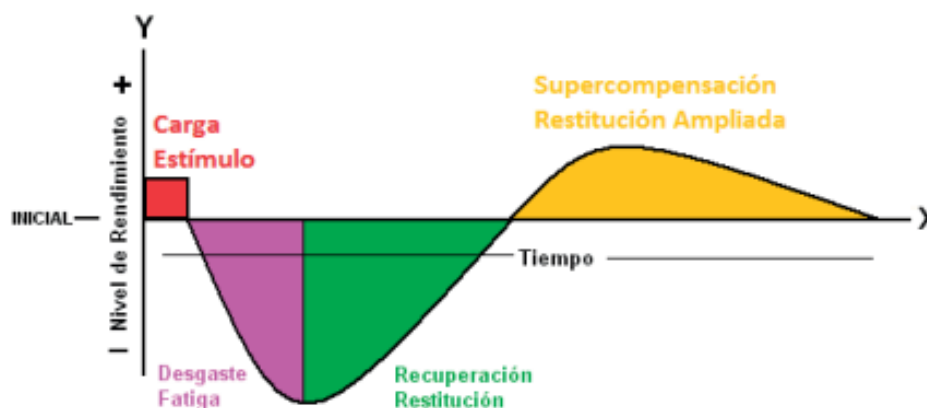 Y
+
Nivel de Rendimiento
–
INICIAL
Carga
Estímulo
Supercompensación
Restitución Ampliada
X
Tiempo
Desgaste
Fatiga
Recuperación
Restitución